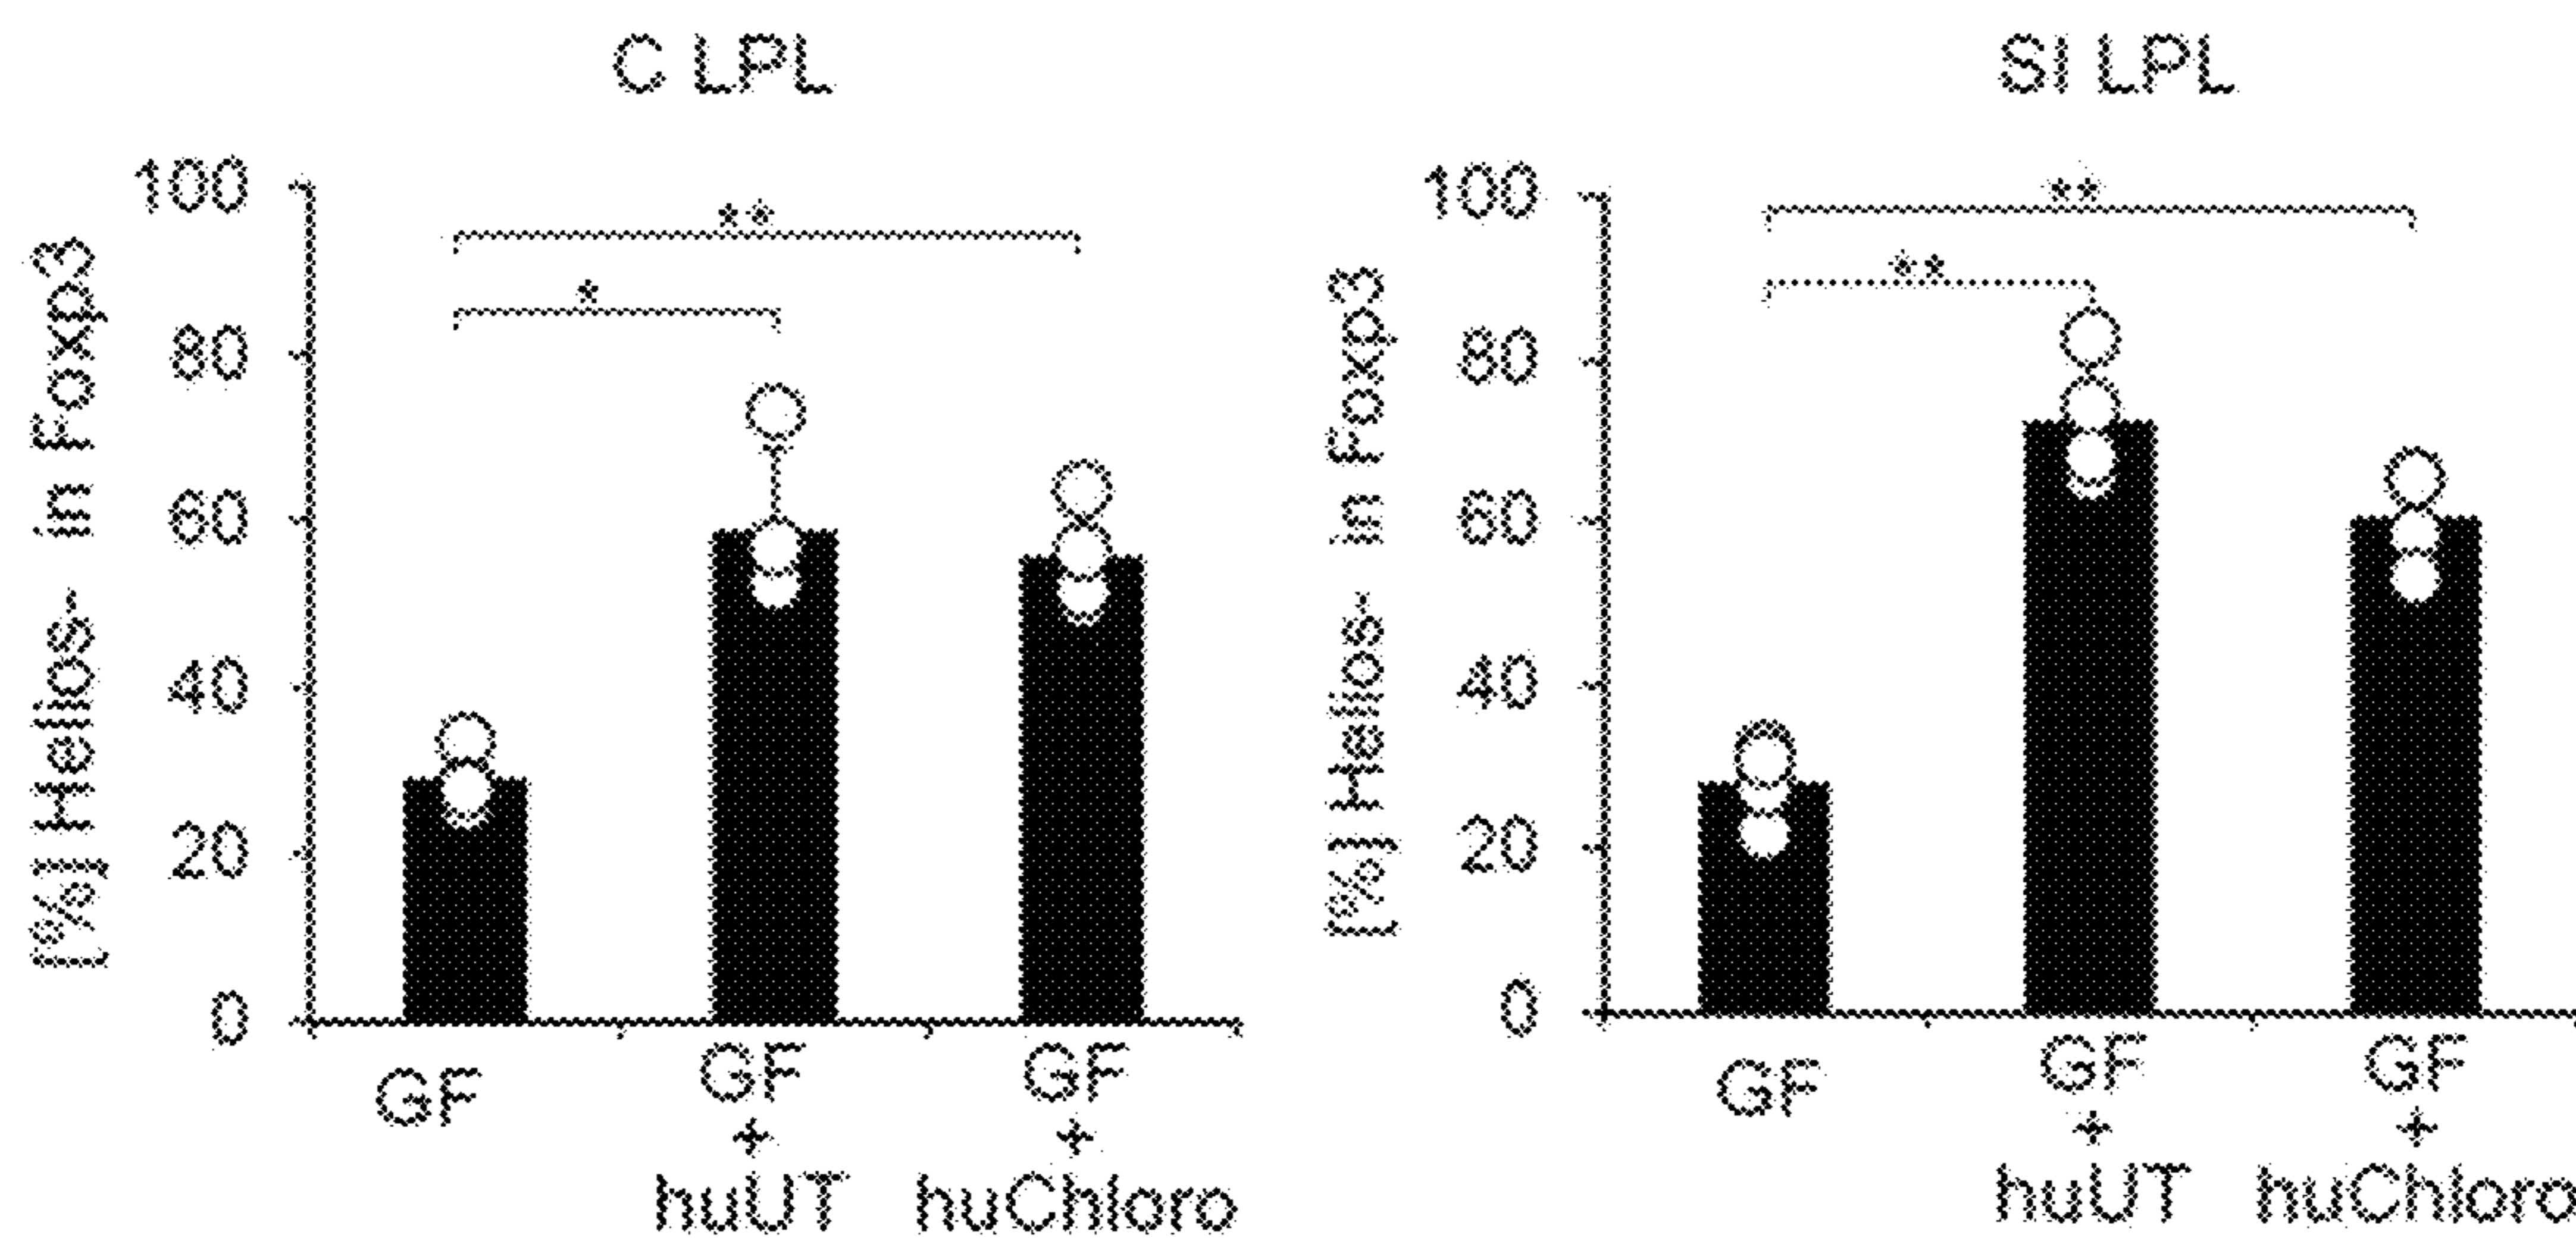 C LPL
[%] Helios- in Foxp3
100
80
60
40
20
0
**
*
GF
GF
+
huUT
GF
+
huChloro
SI LPL
[%] Helios- in Foxp3
100
80
60
40
20
0
**
**
GF
GF
+
huUT
GF
+
huChloro